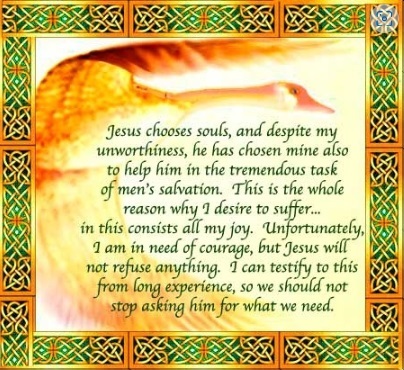 Jesus chooses souls, and despite my
unworthiness, he has chosen mine also
to help him in the tremendous task
of men's salvation.  This is the whole
reason why I desire to suffer...
in this consists all my joy.  Unfortunately,
I am in need of courage, but Jesus will
not refuse anything.  I can testify to this
from long experience, so we should not
stop asking him for what we need.